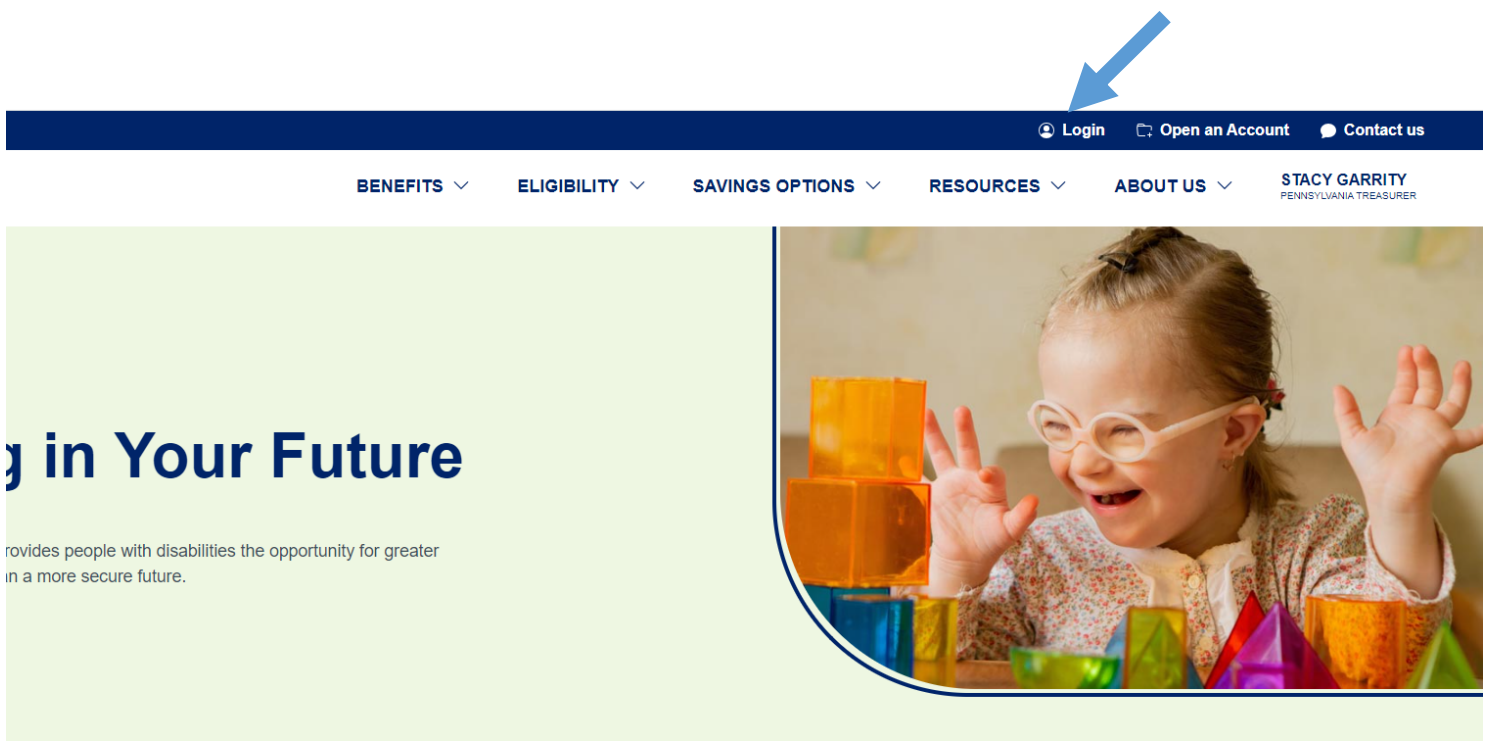 Login Open an Account Contact us
BENEFITS ELIGIBILITY SAVINGS OPTIONS RESOURCES ABOUT US STACY GARRITY
PENNSYLVANIA TREASURER
in Your Future
people with disabilities the opportunity for greater
a more secure future.